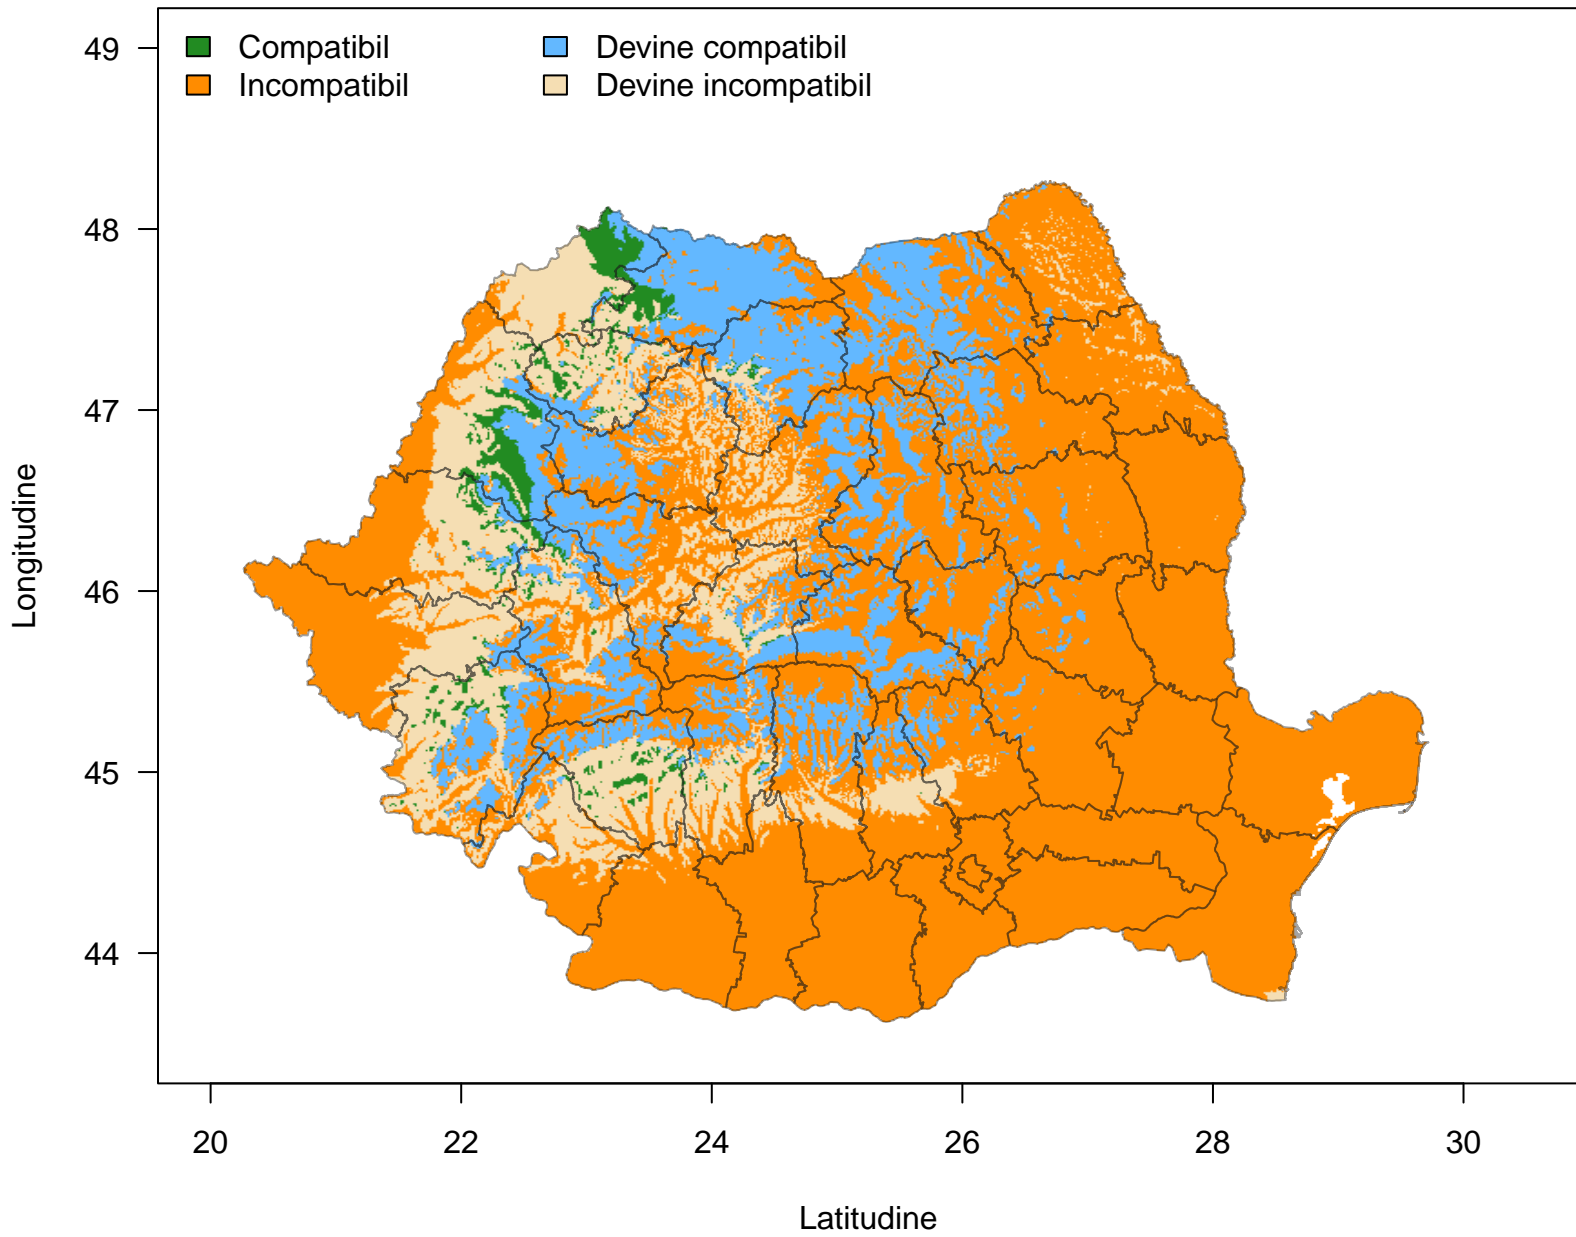 Compatibil
Incompatibil
Devine compatibil
Devine incompatibil
49
48
47
46
45
44
Longitudine
20 22 24 26 28 30
Latitudine